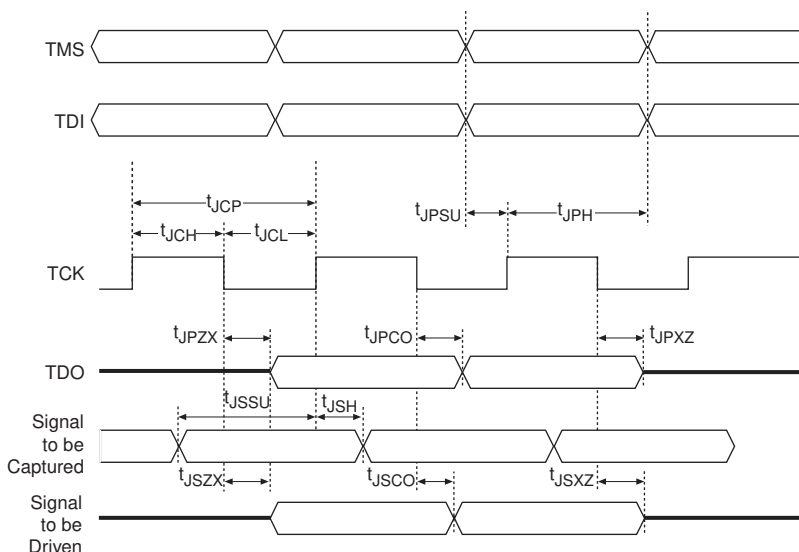 TMS
TDI
tJCP
tJPSU
tJPH
tJCH
tJCL
TCK
tJPZX
tJPCO
tJPXZ
TDO
tJSSU
tJSH
Signal
to be
Captured
tJSZX
tJSCO
tJSXZ
Signal
to be
Driven